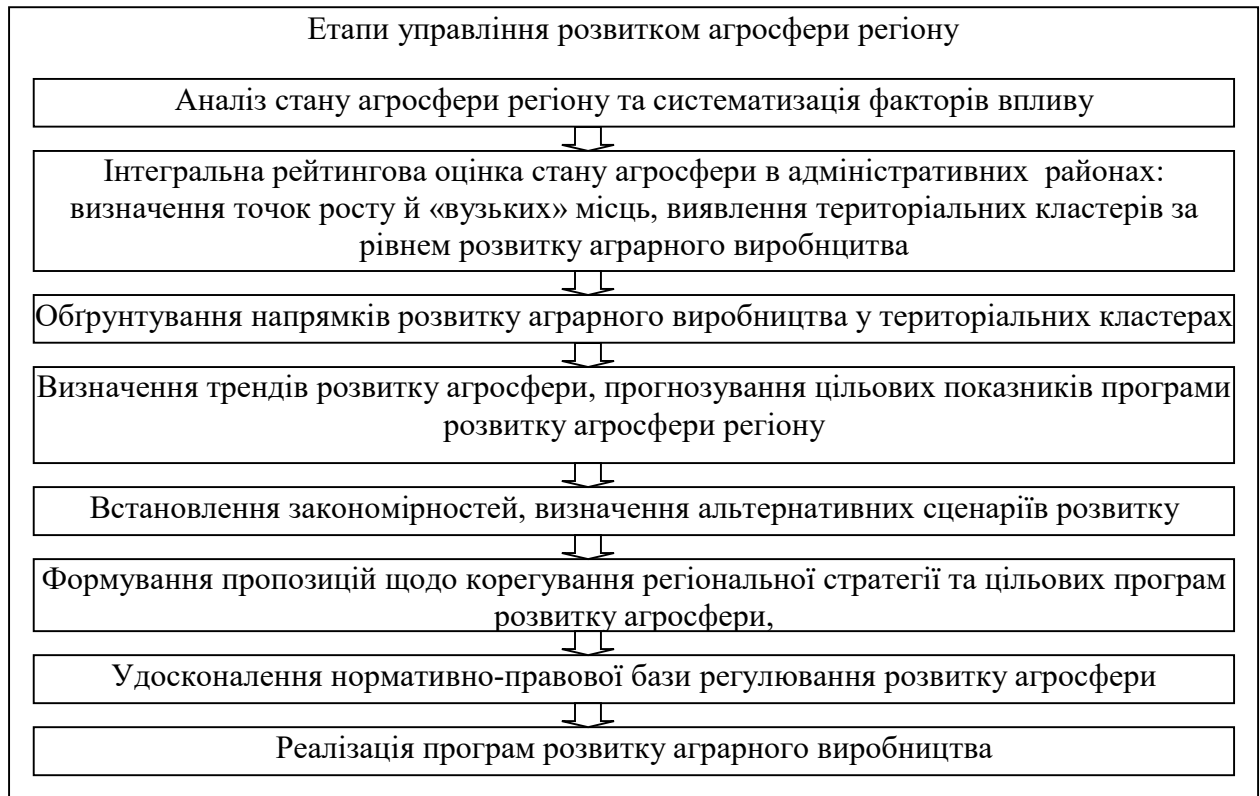 Етапи управління розвитком агросфери регіону
Аналіз стану агросфери регіону та систематизація факторів впливу
Інтегральна рейтингова оцінка стану агросфери в адміністративних районах:
визначення точок росту й «вузьких» місць, виявлення територіальних кластерів за
рівнем розвитку аграрного виробнцитва
Обґрунтування напрямків розвитку аграрного виробництва у територіальних кластерах
Визначення трендів розвитку агросфери, прогнозування цільових показників програми
розвитку агросфери регіону
Встановлення закономірностей, визначення альтернативних сценаріїв розвитку
Формування пропозицій щодо корегування регіональної стратегії та цільових програм
розвитку агросфери,
Удосконалення нормативно-правової бази регулювання розвитку агросфери
Реалізація програм розвитку аграрного виробництва